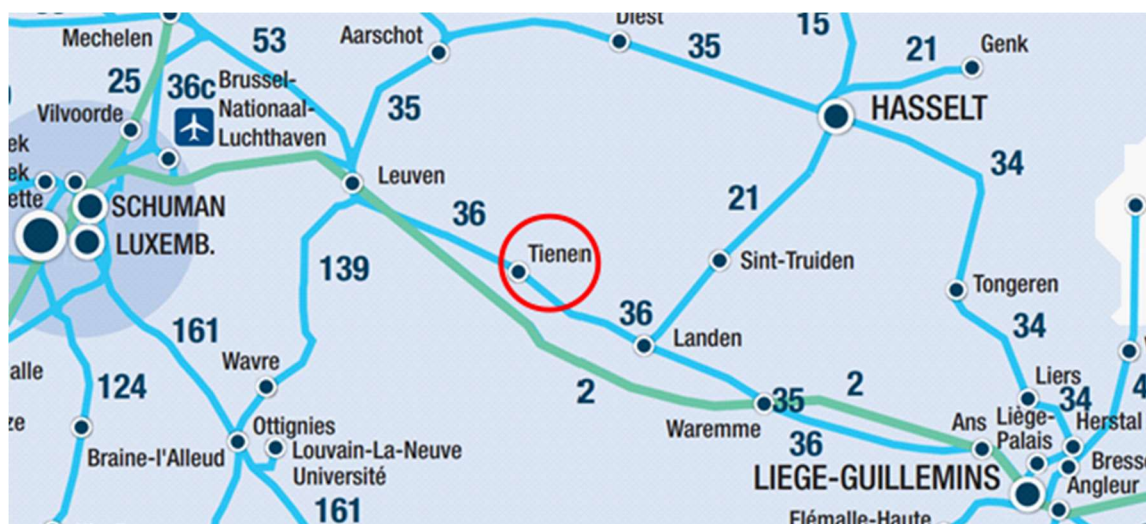 Diest
15
Mechelen
53
Aarschot
35
21
Genk
25
36c
Brussel-
Nationaal-
Luchthaven
HASSELT
Vilvoorde
35
34
Leuven
SCHUMAN
36
21
LUXEMB.
Tienen
139
Sint-Truiden
Tongeren
161
36
Landen
34
Wavre
124
2
35
2
Liers
34
Waremme
36
Ans
Liège-
Palais
Herstal
Ottignies
Braine-l'Alleud
Louvain-La-Neuve
Université
LIEGE-GUILLEMINS
Angleur
161
Flémalle-Haute